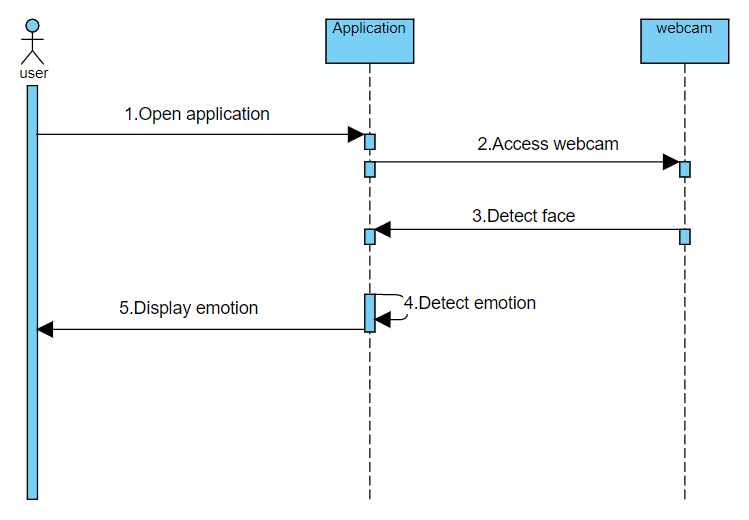 user
Application
webcam
1.Open application
2.Access webcam
3.Detect face
4.Detect emotion
5.Display emotion